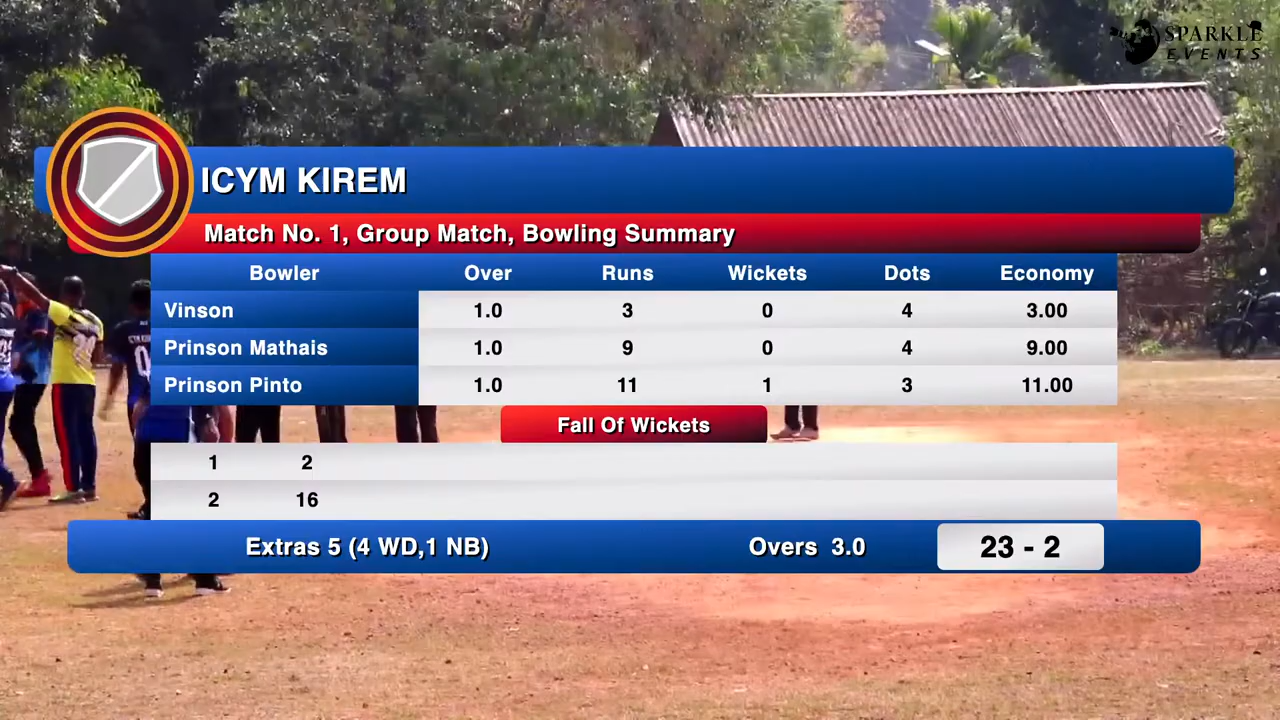 SPARKLE
EVENTS
ICYM KIREM
Match No. 1, Group Match, Bowling Summary
Bowler Over Runs Wickets Dots Economy
Vinson 1.0 3 0 4 3.00
Prinson Mathais 1.0 9 0 4 9.00
Prinson Pinto 1.0 11 1 3 11.00
Fall Of Wickets
1 2
2 16
Extras 5 (4 WD,1 NB) Overs 3.0 23 - 2